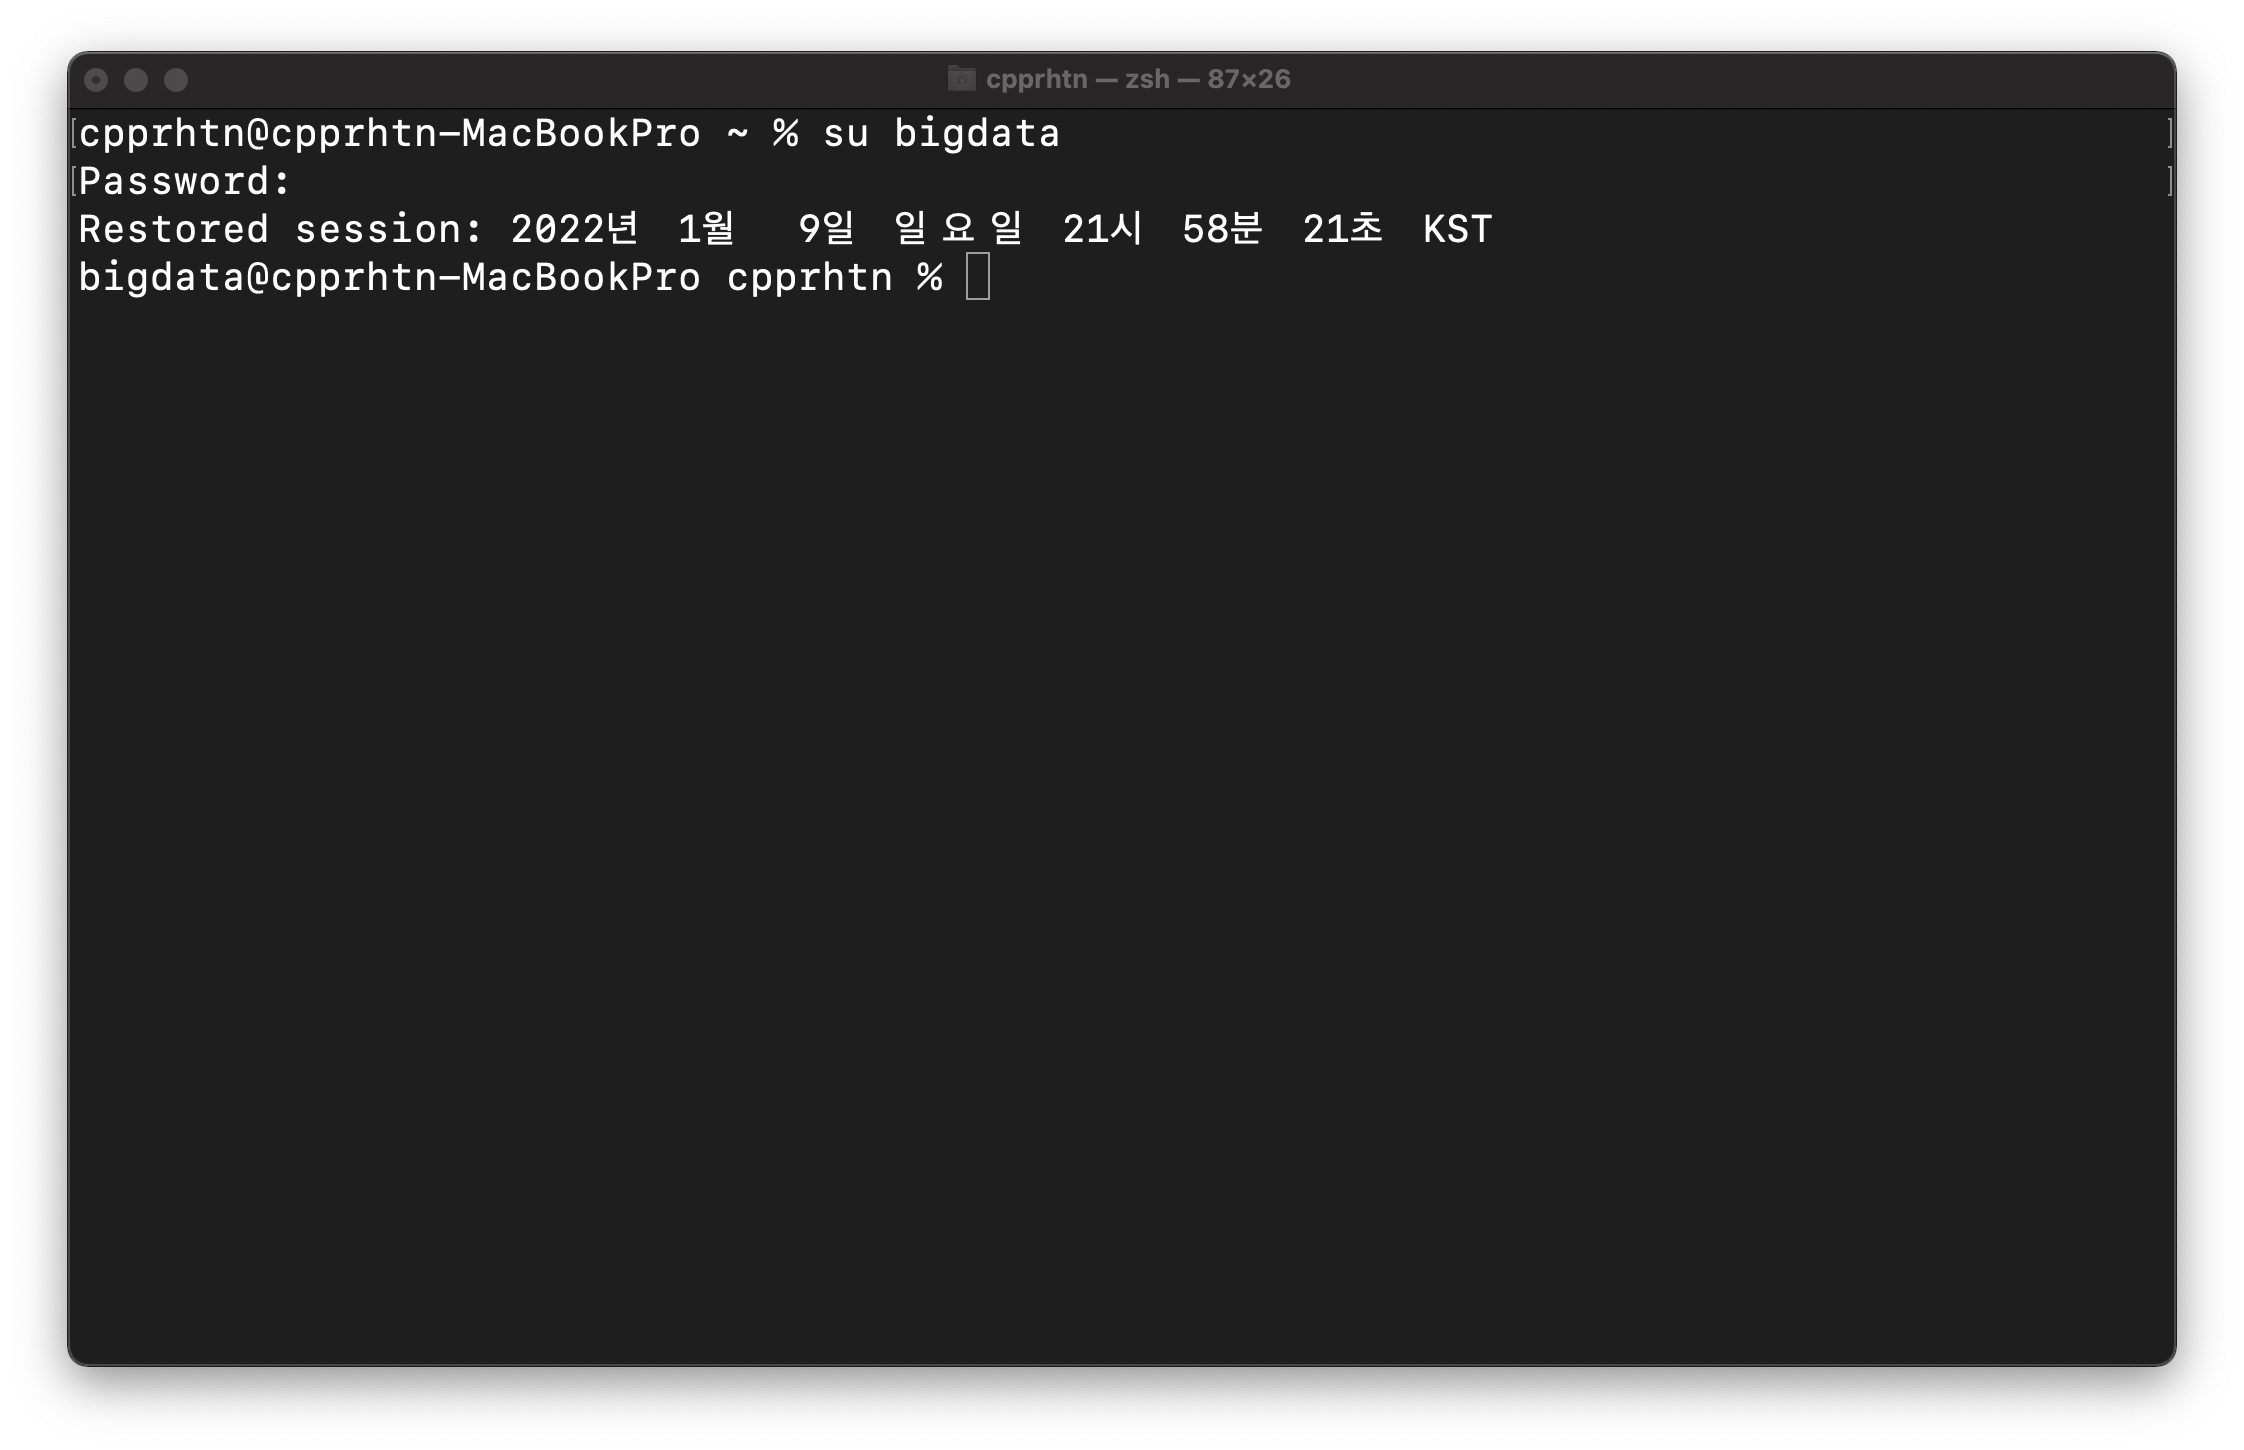 cpprhtn — zsh — 87×26
cpprhtn@cpprhtn-MacBookPro ~ % su bigdata
Password:
Restored session: 2022년 1월  9일 일요일 21시 58분 21초 KST
bigdata@cpprhtn-MacBookPro cpprhtn %